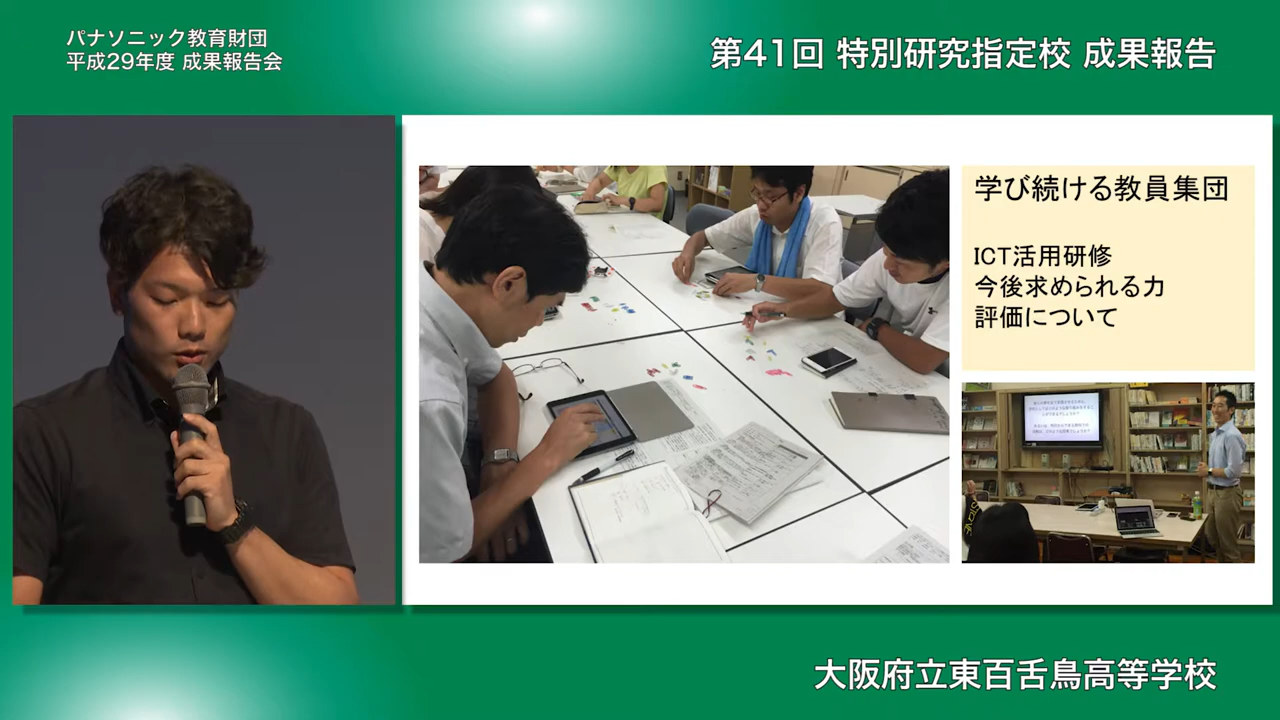 パナソニック教育財団
平成29年度 成果報告会
第41回 特別研究指定校 成果報告
学び続ける教員集団
ICT活用研修
今後求められる力
評価について
大阪府立東百舌鳥高等学校